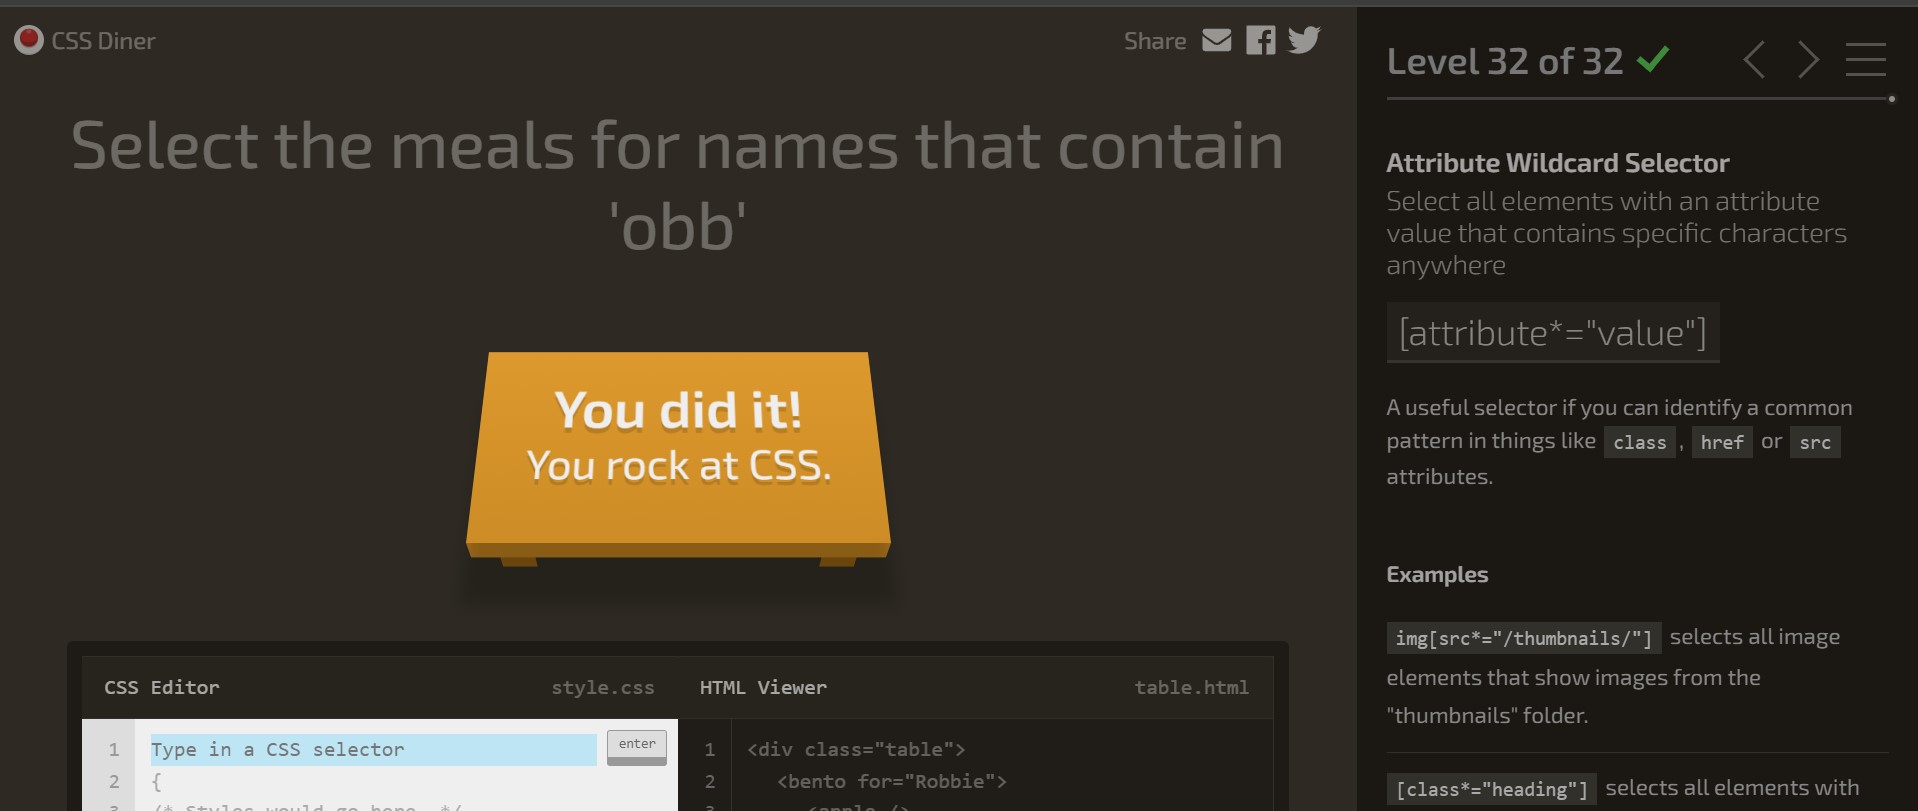 CSS Diner
Share
Select the meals for names that contain
'obb'
You did it!
You rock at CSS.
CSS Editor
style.css
HTML Viewer
table.html
1
Type in a CSS selector
enter
2
{
3
/* Styles would go here. */
1
<div class="table">
2
<bento for="Robbie">
3
<apple />
Level 32 of 32
Attribute Wildcard Selector
Select all elements with an attribute
value that contains specific characters
anywhere
[attribute*="value"]
A useful selector if you can identify a common
pattern in things like class , href or src
attributes.
Examples
img[src*="/thumbnails/"] selects all image
elements that show images from the
"thumbnails" folder.
[class*="heading"] selects all elements with